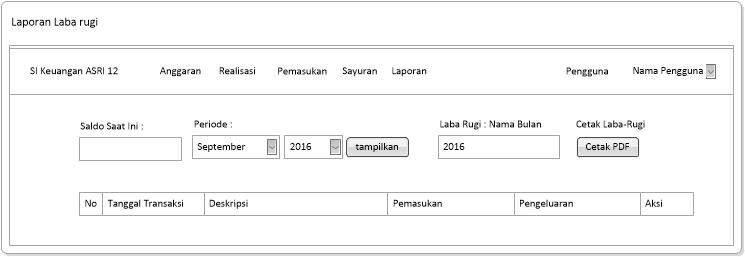 Laporan Laba rugi
SI Keuangan ASRI 12 Anggaran Realisasi Pemasukan Sayuran Laporan Pengguna Nama Pengguna
Saldo Saat Ini : Periode : Laba Rugi : Nama Bulan Cetak Laba-Rugi
September 2016 tampilkan 2016 Cetak PDF
No Tanggal Transaksi Deskripsi Pemasukan Pengeluaran Aksi